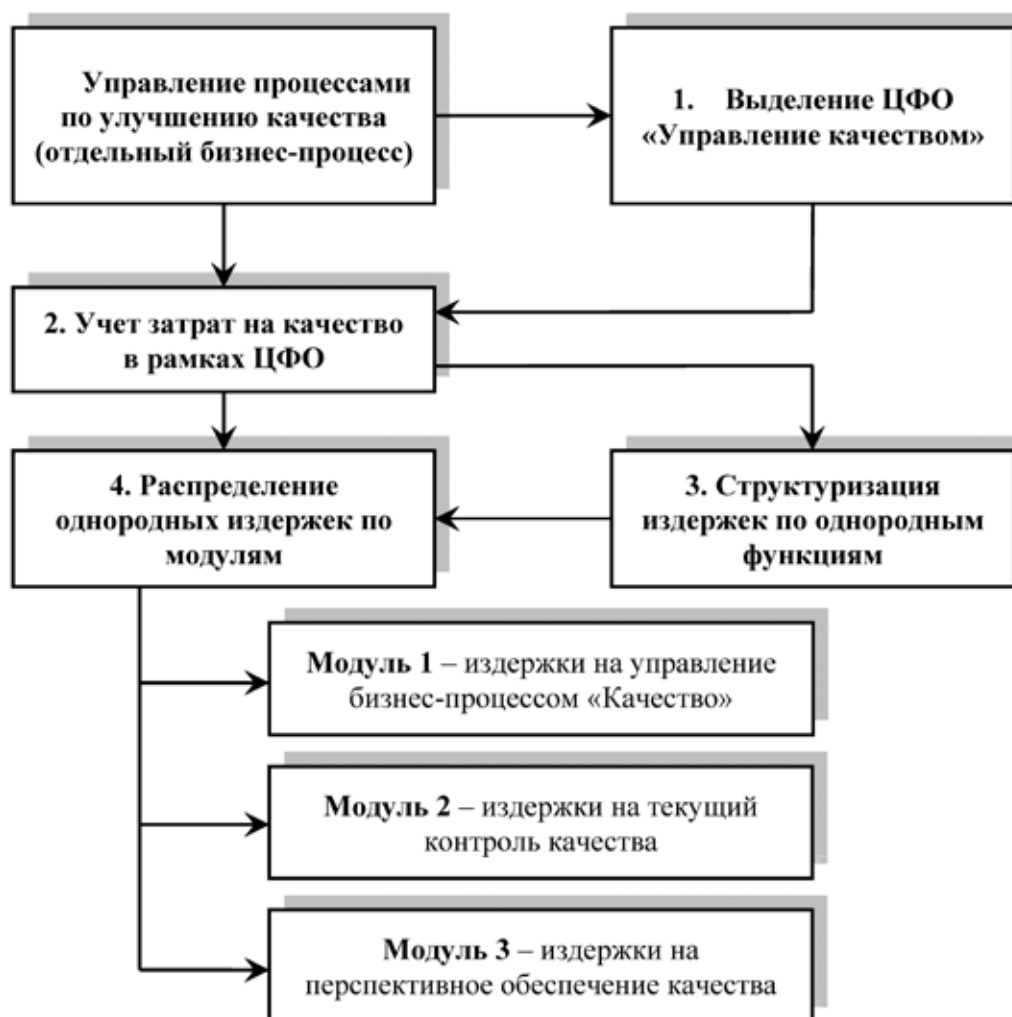 Управление процессами
по улучшению качества
(отдельный бизнес-процесс)
1. Выделение ЦФО
«Управление качеством»
2. Учет затрат на качество
в рамках ЦФО
4. Распределение
однородных издержек по
модулям
3. Структуризация
издержек по однородным
функциям
Модуль 1 – издержки на управление
бизнес-процессом «Качество»
Модуль 2 – издержки на текущий
контроль качества
Модуль 3 – издержки на
перспективное обеспечение качества